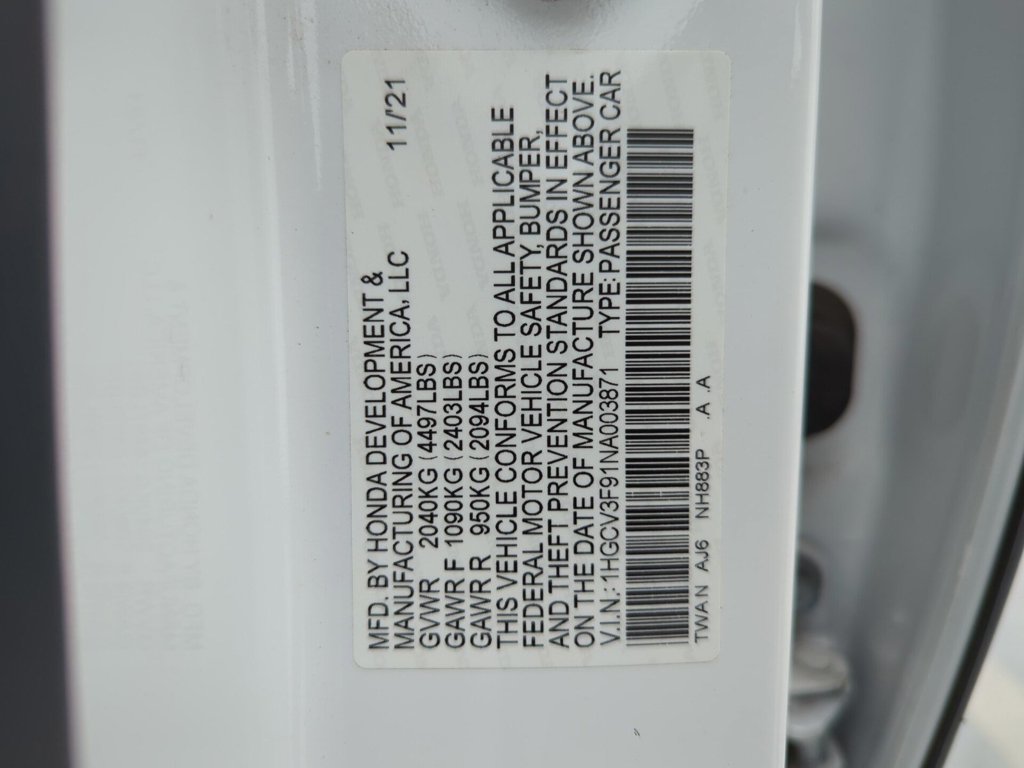 MFD. BY HONDA DEVELOPMENT &
MANUFACTURING OF AMERICA, LLC 11/'21
GVWR 2040KG (4497LBS)
GAWR F 1090KG (2403LBS)
GAWR R 950KG (2094LBS)
THIS VEHICLE CONFORMS TO ALL APPLICABLE
FEDERAL MOTOR VEHICLE SAFETY, BUMPER,
AND THEFT PREVENTION STANDARDS IN EFFECT
ON THE DATE OF MANUFACTURE SHOWN ABOVE.
V.I.N.: 1HGCV3F91NA003871 TYPE: PASSENGER CAR
TWAN AJ6 NH883P .A .A